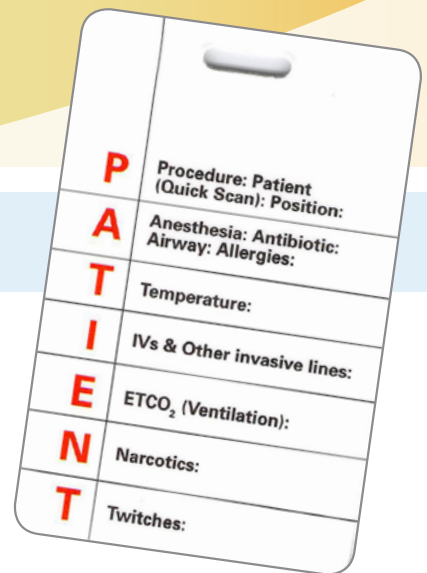 P Procedure: Patient
(Quick Scan): Position:
A Anesthesia: Antibiotic:
Airway: Allergies:
T Temperature:
I IVs & Other invasive lines:
E ETCO₂ (Ventilation):
N Narcotics:
T Twitches: